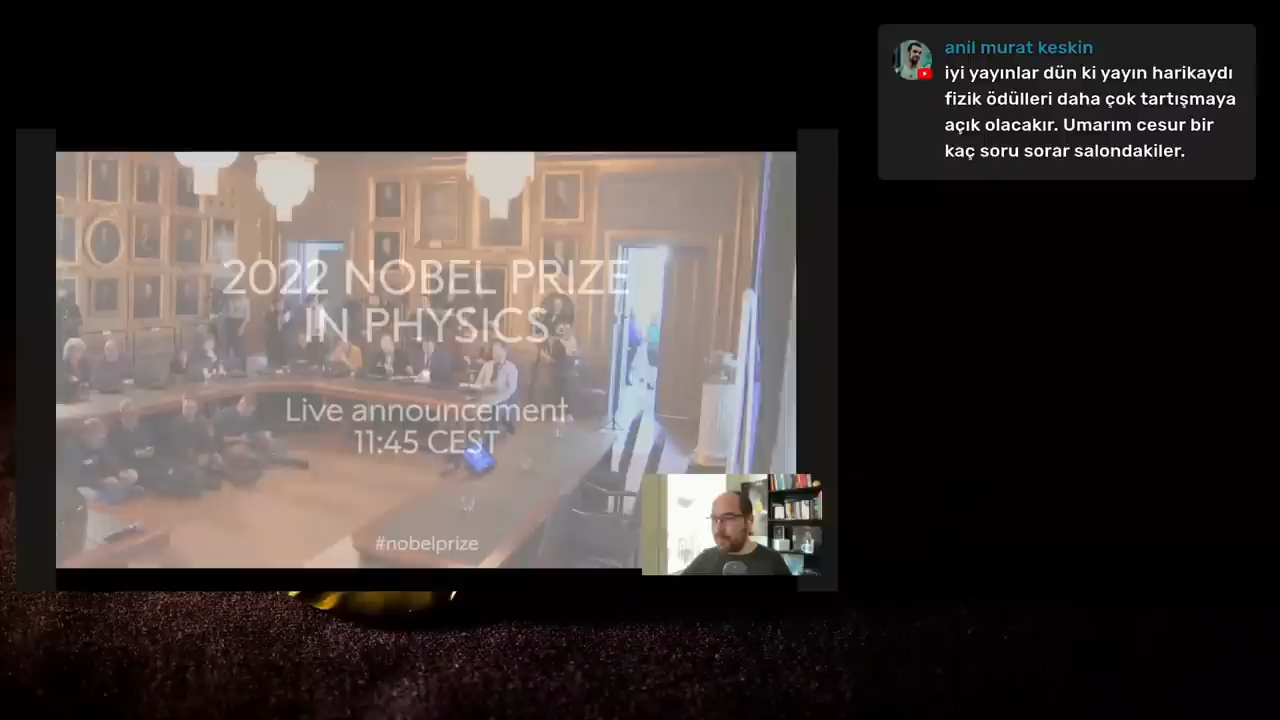 anil murat keskin
iyi yayınlar dün ki yayın harikaydı
fizik ödülleri daha çok tartışmaya
açık olacakır. Umarım cesur bir
kaç soru sorar salondakiler.
2022 NOBEL PRIZE
IN PHYSICS
Live announcement
11:45 CEST
#nobelprize